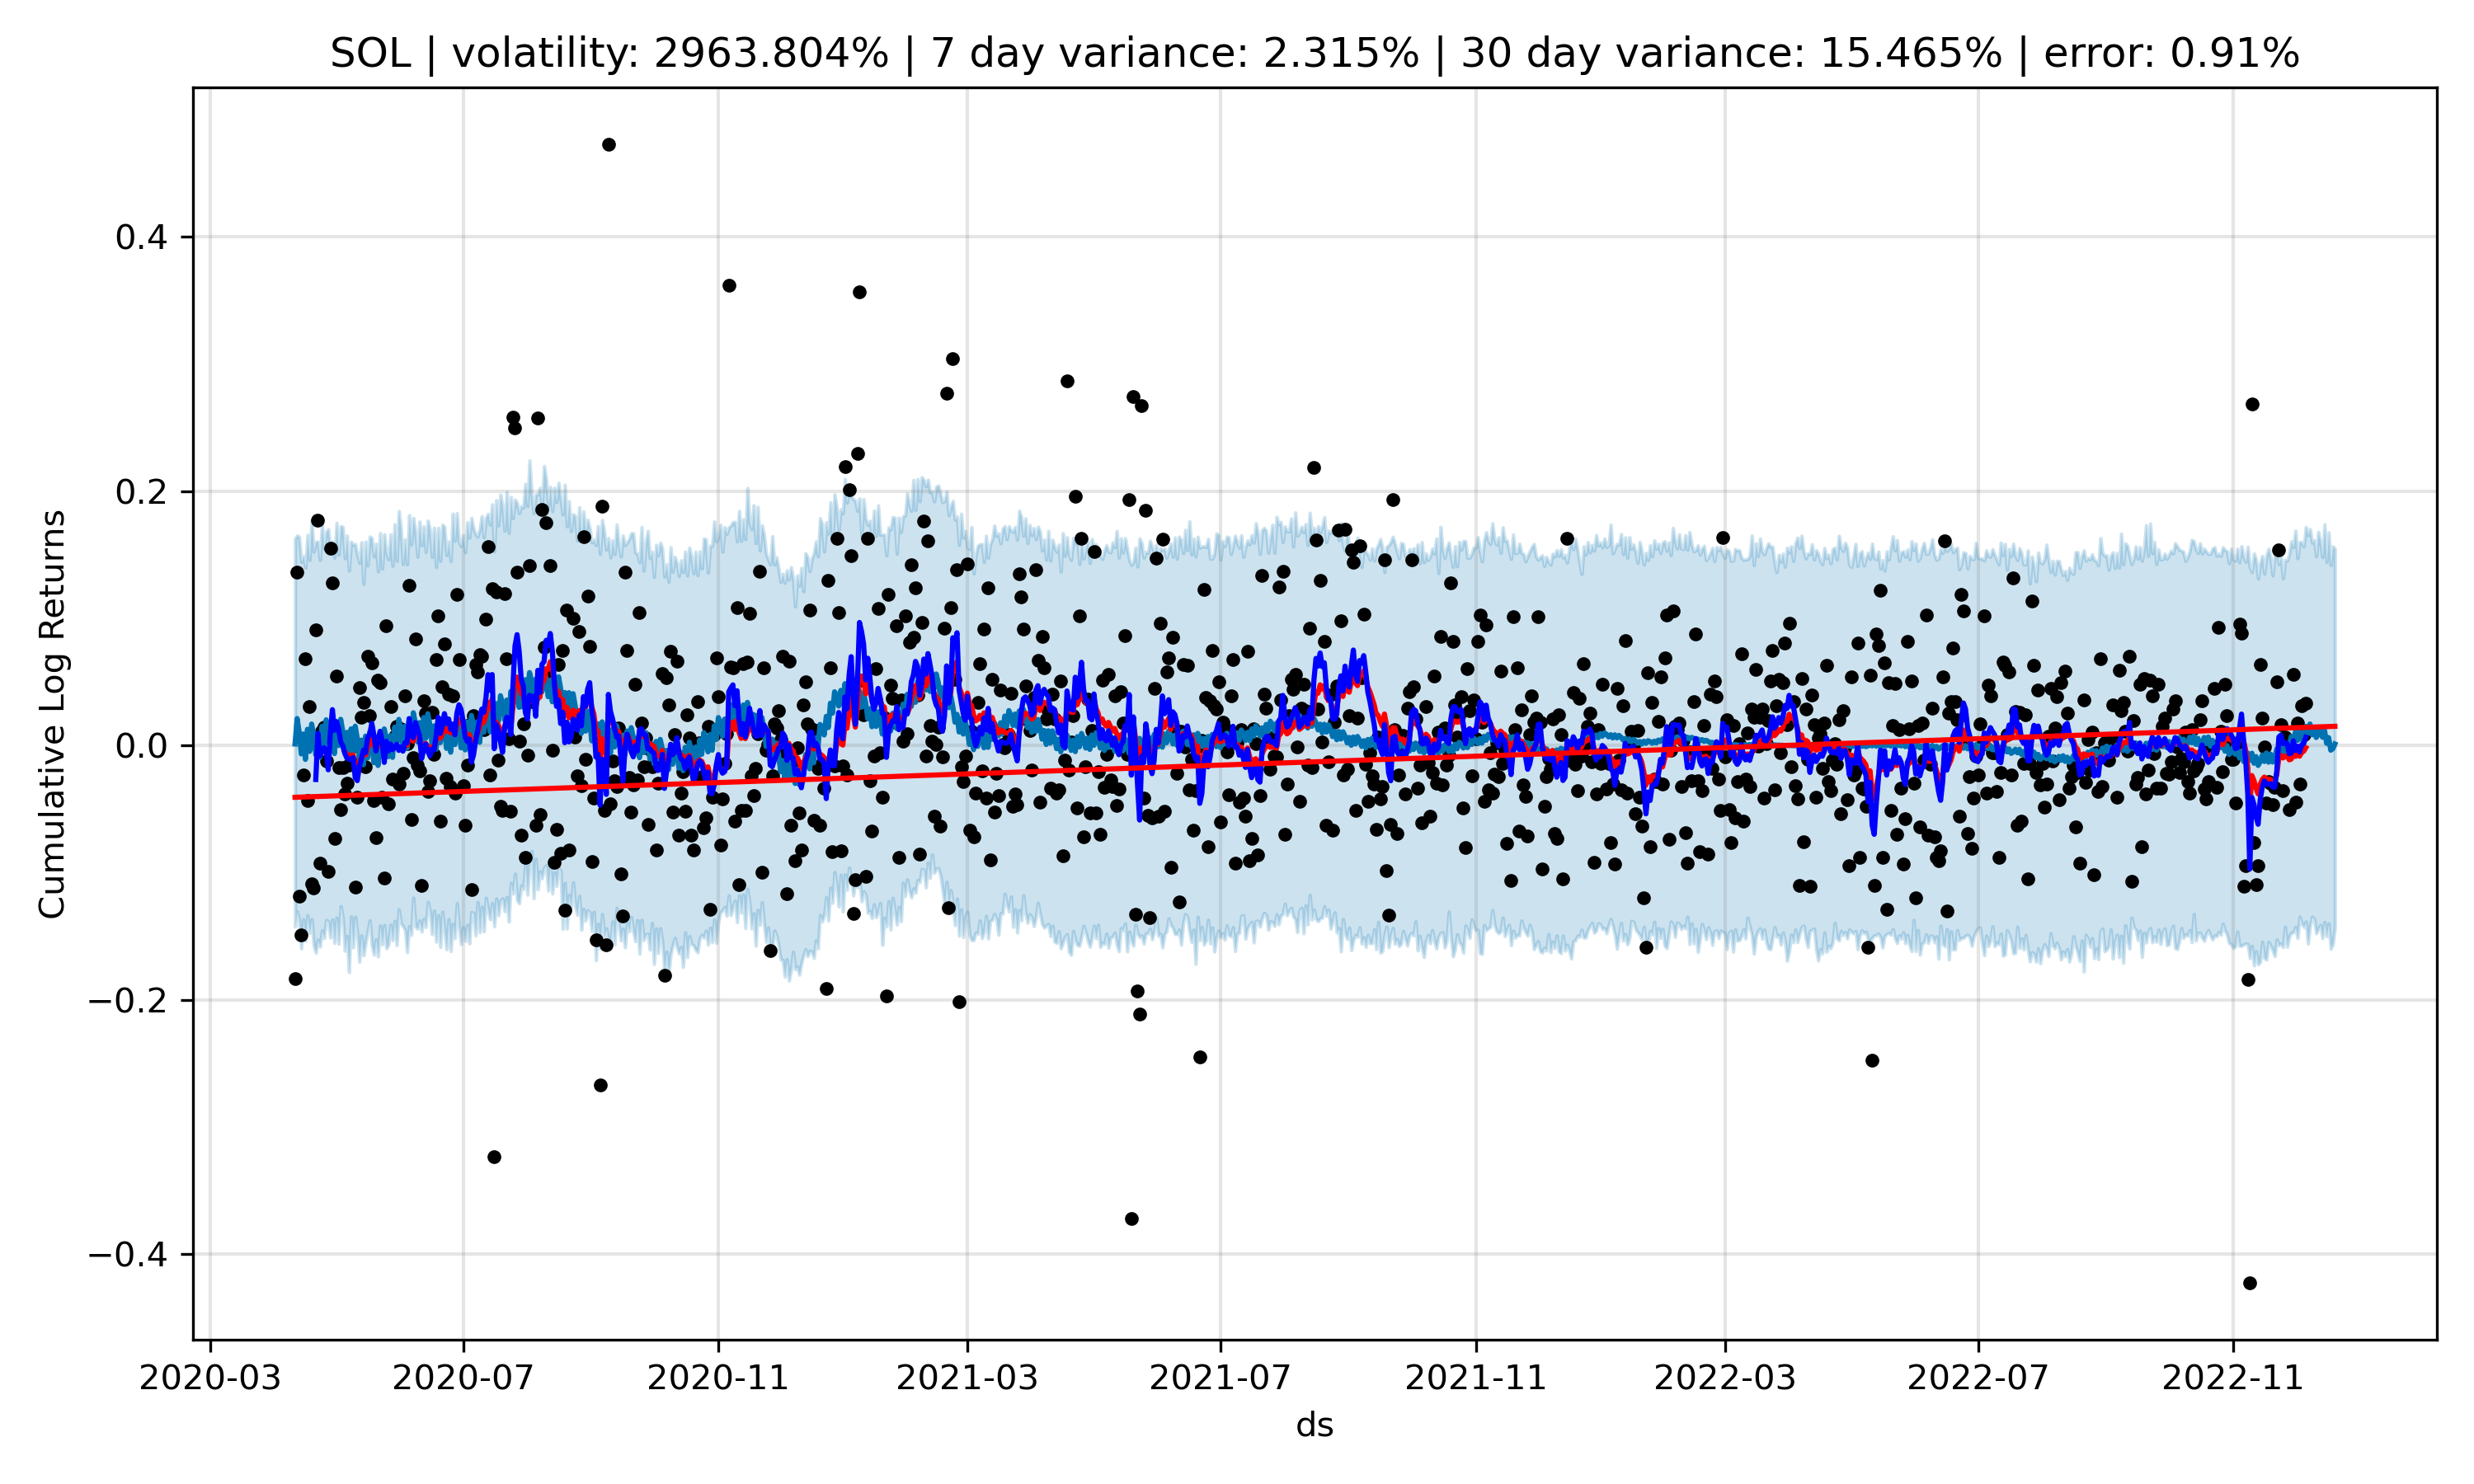 SOL | volatility: 2963.804% | 7 day variance: 2.315% | 30 day variance: 15.465% | error: 0.91%
Cumulative Log Returns
0.4
0.2
0.0
−0.2
−0.4
2020-03 2020-07 2020-11 2021-03 2021-07 2021-11 2022-03 2022-07 2022-11
ds